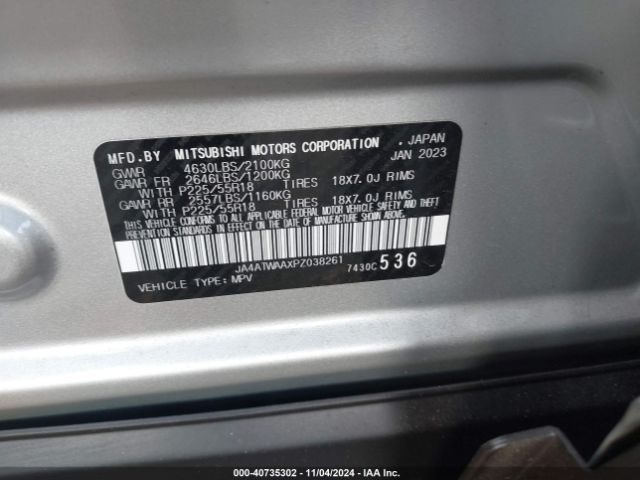 MFD.BY MITSUBISHI MOTORS CORPORATION . JAPAN
GVWR 4630LBS/2100KG JAN 2023
GAWR FR 2646LBS/1200KG
WITH P225/55R18 TIRES 18X7.0J RIMS
GAWR RR 2557LBS/1160KG
WITH P225/55R18 TIRES 18X7.0J RIMS
THIS VEHICLE CONFORMS TO ALL APPLICABLE FEDERAL MOTOR VEHICLE SAFETY AND THEFT
PREVENTION STANDARDS IN EFFECT ON THE DATE OF MANUFACTURE SHOWN ABOVE.
JA4ATWAAXPZ038261 7430C 536
VEHICLE TYPE: MPV
000-40735302 - 11/04/2024 - IAA Inc.